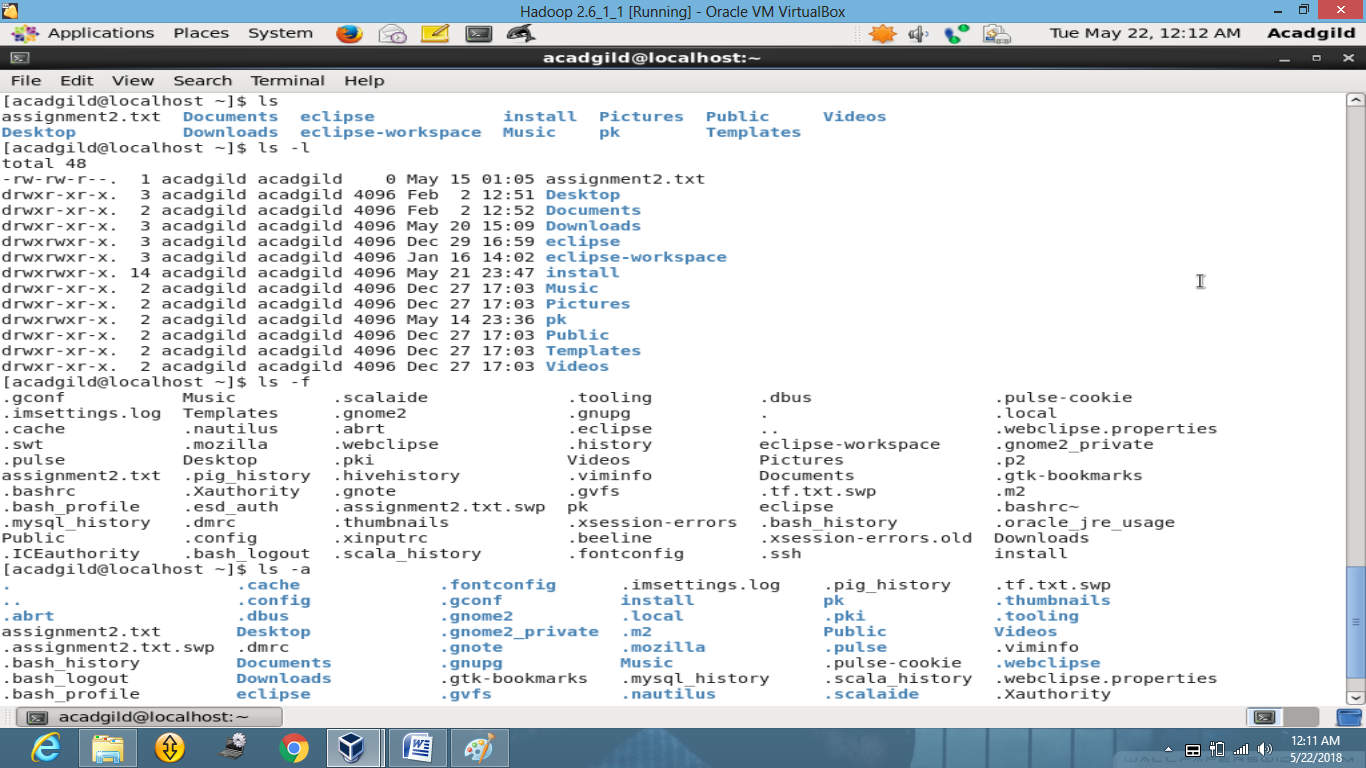 Hadoop 2.6_1_1 [Running] - Oracle VM VirtualBox
Applications Places System Tue May 22, 12:12 AM Acadgild
acadgild@localhost:~
File Edit View Search Terminal Help
[acadgild@localhost ~]$ ls
assignment2.txt Documents eclipse install Pictures Public Videos
Desktop Downloads eclipse-workspace Music pk Templates
[acadgild@localhost ~]$ ls -l
total 48
-rw-rw-r--. 1 acadgild acadgild 0 May 15 01:05 assignment2.txt
drwxr-xr-x. 3 acadgild acadgild 4096 Feb 2 12:51 Desktop
drwxr-xr-x. 2 acadgild acadgild 4096 Feb 2 12:52 Documents
drwxr-xr-x. 3 acadgild acadgild 4096 May 20 15:09 Downloads
drwxrwxr-x. 3 acadgild acadgild 4096 Dec 29 16:59 eclipse
drwxrwxr-x. 3 acadgild acadgild 4096 Jan 16 14:02 eclipse-workspace
drwxrwxr-x. 14 acadgild acadgild 4096 May 21 23:47 install
drwxr-xr-x. 2 acadgild acadgild 4096 Dec 27 17:03 Music
drwxr-xr-x. 2 acadgild acadgild 4096 Dec 27 17:03 Pictures
drwxrwxr-x. 2 acadgild acadgild 4096 May 14 23:36 pk
drwxr-xr-x. 2 acadgild acadgild 4096 Dec 27 17:03 Public
drwxr-xr-x. 2 acadgild acadgild 4096 Dec 27 17:03 Templates
drwxr-xr-x. 2 acadgild acadgild 4096 Dec 27 17:03 Videos
[acadgild@localhost ~]$ ls -f
.gconf Music .scalaide .tooling .dbus .pulse-cookie
.imsettings.log Templates .gnome2 .gnupg . .local
.cache .nautilus .abrt .eclipse .. .webclipse.properties
.swt .mozilla .webclipse .history eclipse-workspace .gnome2_private
.pulse Desktop .pki Videos Pictures .p2
assignment2.txt .pig_history .hivehistory .viminfo Documents .gtk-bookmarks
.bashrc .Xauthority .gnote .gvfs .tf.txt.swp .m2
.bash_profile .esd_auth .assignment2.txt.swp pk eclipse .bashrc~
.mysql_history .dmrc .thumbnails .xsession-errors .bash_history .oracle_jre_usage
Public .config .xinputrc .beeline .xsession-errors.old Downloads
.ICEauthority .bash_logout .scala_history .fontconfig .ssh install
[acadgild@localhost ~]$ ls -a
. .cache .fontconfig .imsettings.log .pig_history .tf.txt.swp
.. .config .gconf install pk .thumbnails
.abrt .dbus .gnome2 .local .pki .tooling
assignment2.txt Desktop .gnome2_private .m2 Public Videos
.assignment2.txt.swp .dmrc .gnote .mozilla .pulse .viminfo
.bash_history Documents .gnupg Music .pulse-cookie .webclipse
.bash_logout Downloads .gtk-bookmarks .mysql_history .scala_history .webclipse.properties
.bash_profile eclipse .gvfs .nautilus .scalaide .Xauthority
acadgild@localhost:~
12:11 AM
5/22/2018